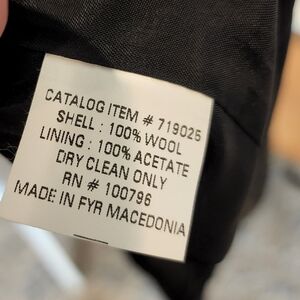 CATALOG ITEM # 719025
SHELL : 100% WOOL
LINING : 100% ACETATE
DRY CLEAN ONLY
RN # 100796
MADE IN FYR MACEDONIA